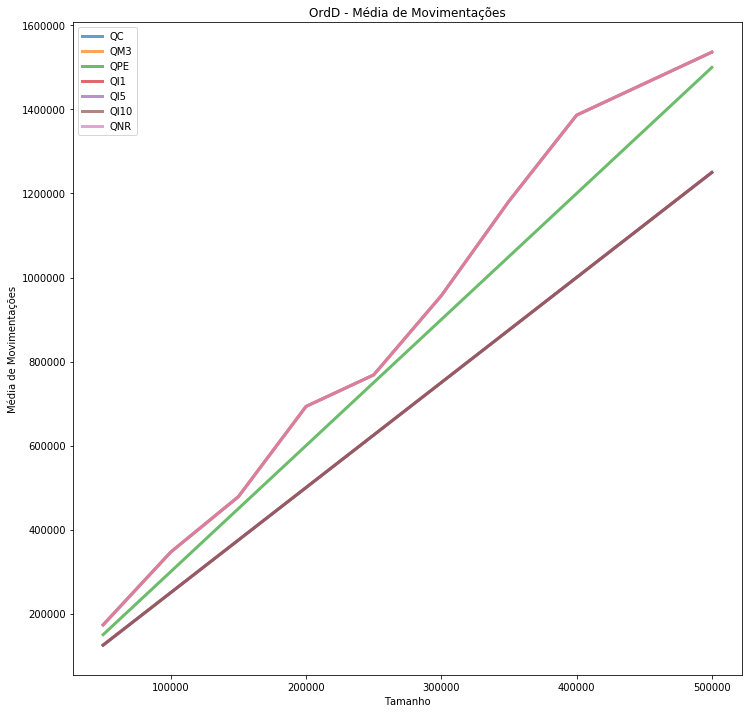 OrdD - Média de Movimentações
1600000
1400000
1200000
1000000
800000
600000
400000
200000
Média de Movimentações
QC
QM3
QPE
QI1
QI5
QI10
QNR
100000 200000 300000 400000 500000
Tamanho